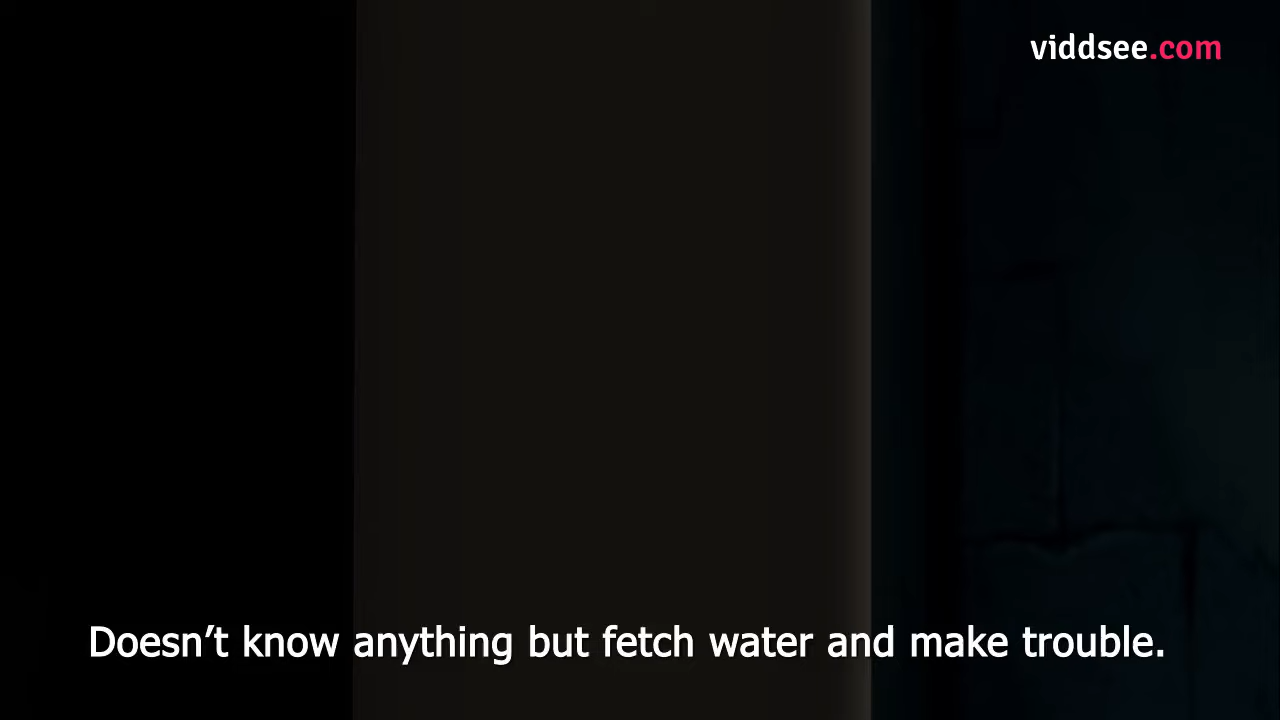 viddsee.com
Doesn’t know anything but fetch water and make trouble.